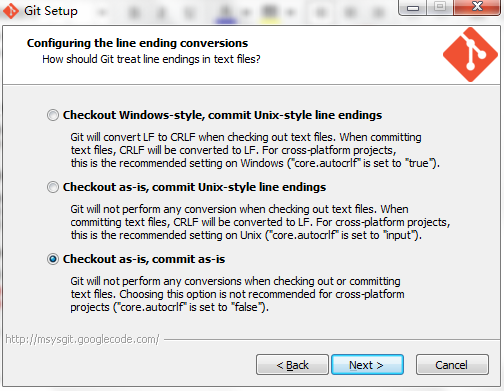 Git Setup
Configuring the line ending conversions
How should Git treat line endings in text files?
Checkout Windows-style, commit Unix-style line endings
Git will convert LF to CRLF when checking out text files. When committing
text files, CRLF will be converted to LF. For cross-platform projects,
this is the recommended setting on Windows ("core.autocrlf" is set to "true").
Checkout as-is, commit Unix-style line endings
Git will not perform any conversion when checking out text files. When
committing text files, CRLF will be converted to LF. For cross-platform projects,
this is the recommended setting on Unix ("core.autocrlf" is set to "input").
Checkout as-is, commit as-is
Git will not perform any conversions when checking out or committing
text files. Choosing this option is not recommended for cross-platform
projects ("core.autocrlf" is set to "false").
http://msysgit.googlecode.com/
< Back
Next >
Cancel